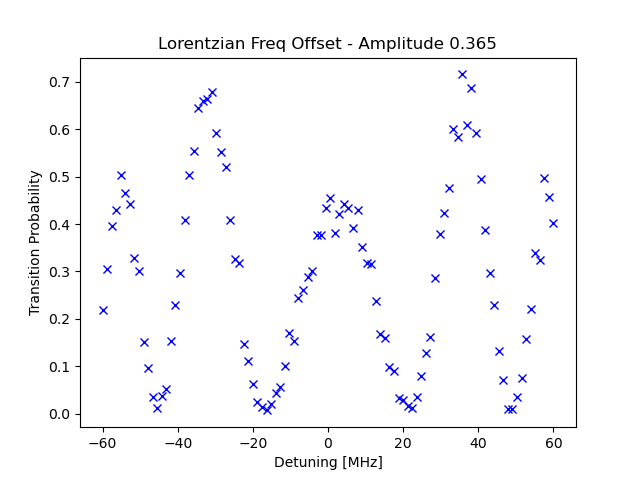 Lorentzian Freq Offset - Amplitude 0.365
0.7
0.6
0.5
0.4
0.3
0.2
0.1
0.0
Transition Probability
−60 −40 −20 0 20 40 60
Detuning [MHz]